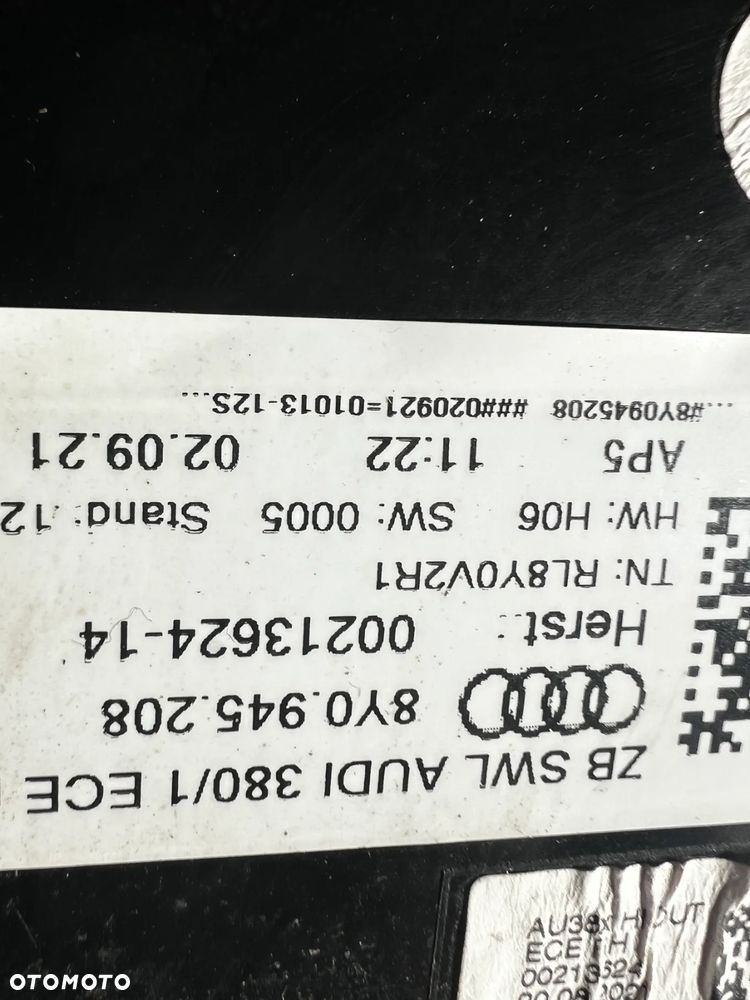 ZB SWL AUDI 380/1 ECE
8Y0.945.208
Herst.: 00213624-14
TN: RL8Y0V2R1
HW: H06 SW: 0005 Stand: 12
AP5 11:22 02.09.21
...#8Y0945208 ###020921=01013-12S...
ECE
OTOMOTO